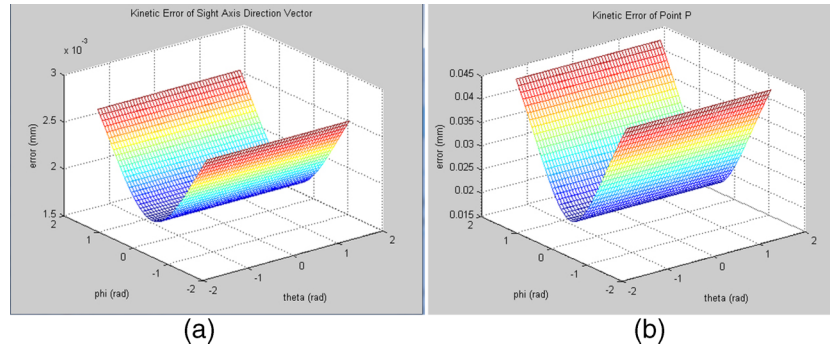 Kinetic Error of Sight Axis Direction Vector
x 10⁻³
3
2.5
2
1.5
error (mm)
2
1
0
-1
-2
phi (rad)
-2
-1
0
1
2
theta (rad)
(a)
Kinetic Error of Point P
0.045
0.04
0.035
0.03
0.025
0.02
0.015
error (mm)
2
1
0
-1
-2
phi (rad)
-2
-1
0
1
2
theta (rad)
(b)